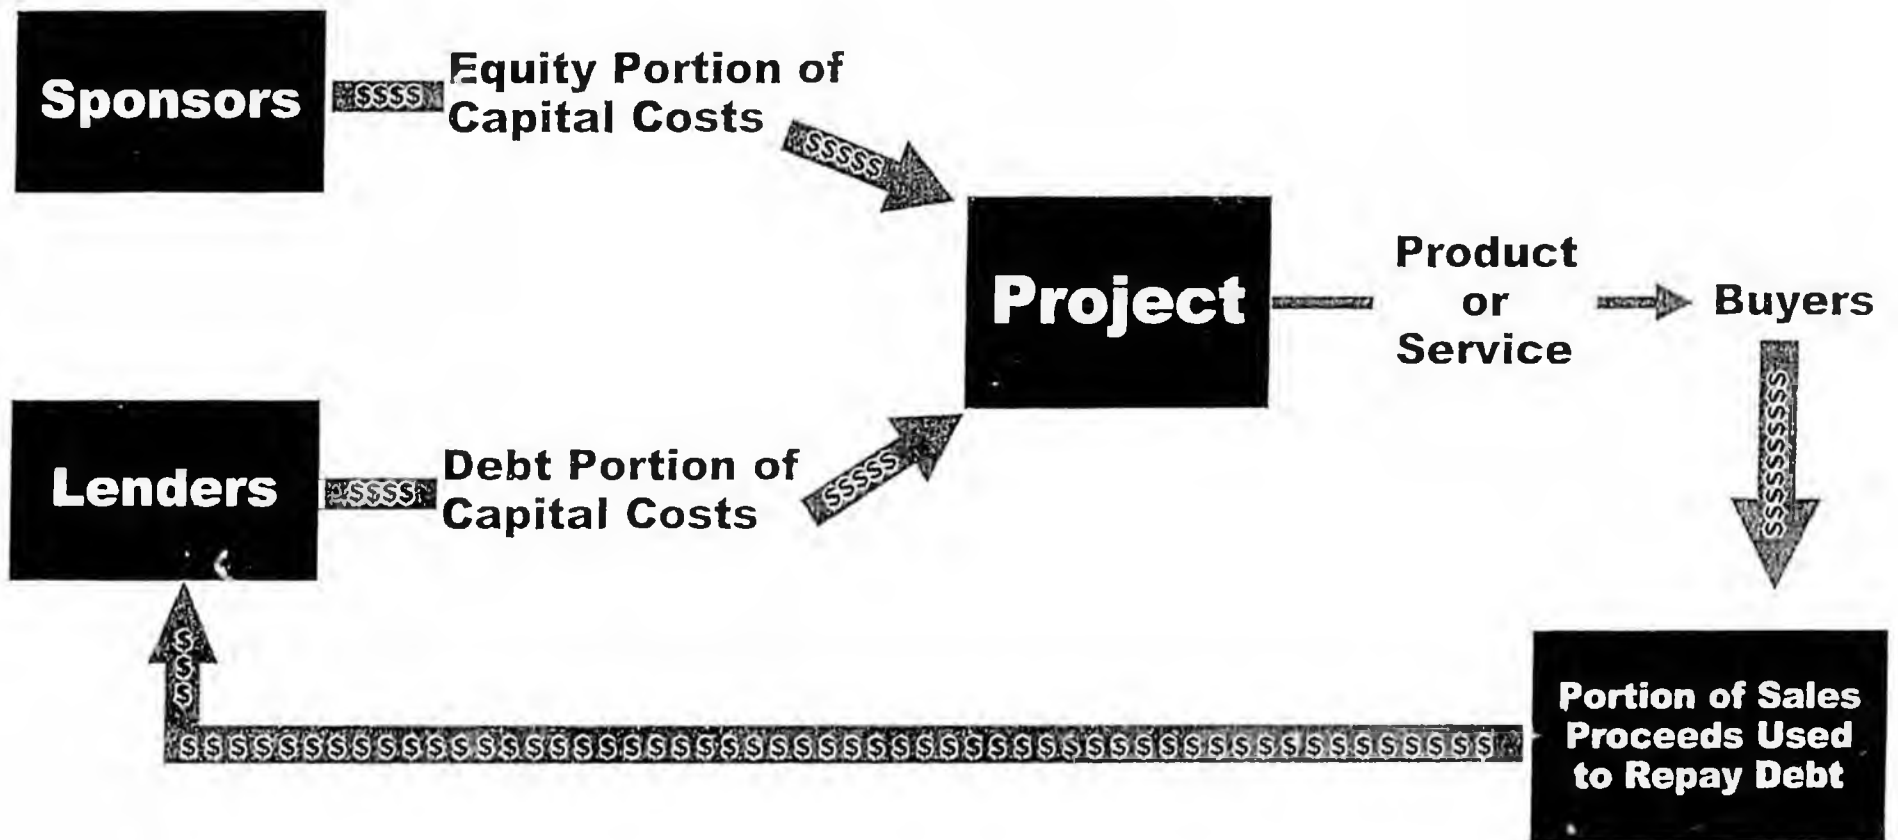 Sponsors
$$$$
Equity Portion of
Capital Costs
$$$$$
Project
Product
or
Service
Buyers
$$$$$$$$$$
Lenders
$$$$
Debt Portion of
Capital Costs
$$$$$
$$$
Portion of Sales
Proceeds Used
to Repay Debt